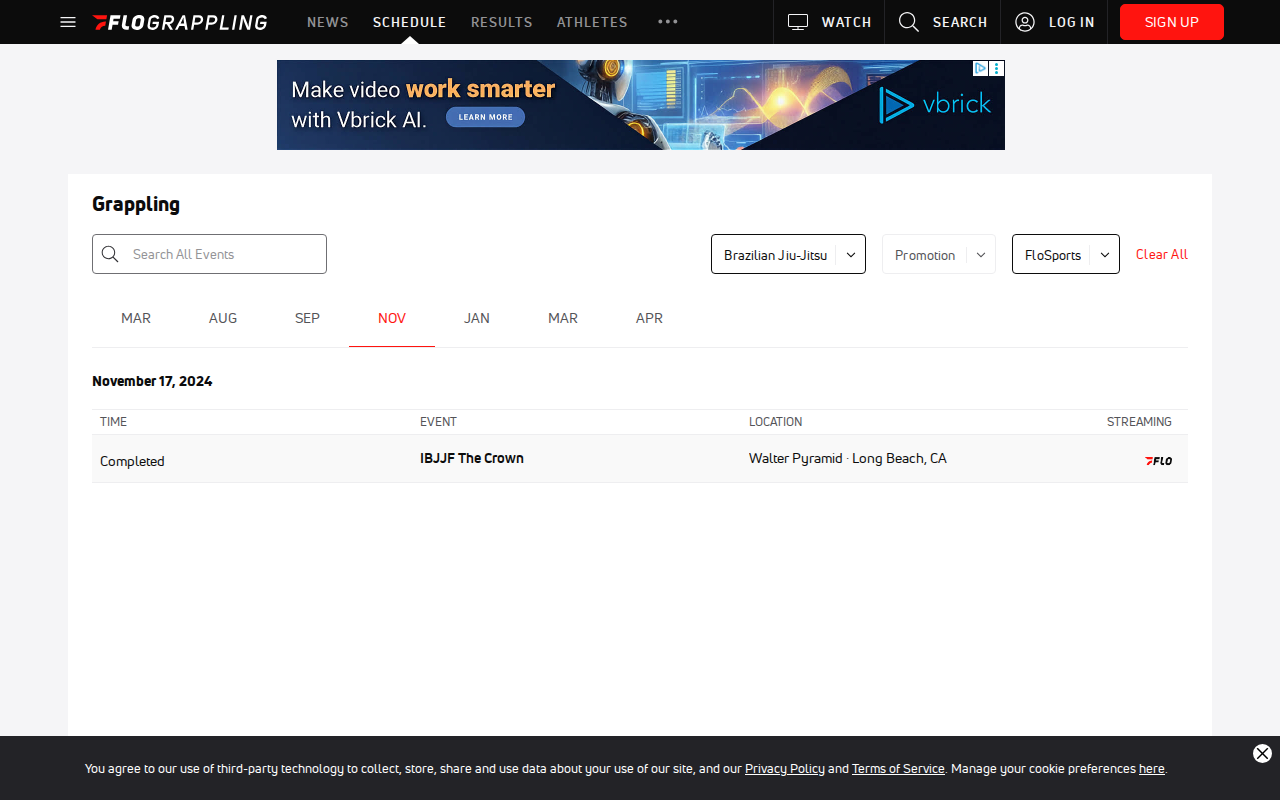 FLOGRAPPLING NEWS SCHEDULE RESULTS ATHLETES WATCH SEARCH LOG IN SIGN UP
Make video work smarter
with Vbrick AI. LEARN MORE
vbrick
Grappling
Search All Events Brazilian Jiu-Jitsu Promotion FloSports Clear All
MAR AUG SEP NOV JAN MAR APR
November 17, 2024
TIME EVENT LOCATION STREAMING
Completed IBJJF The Crown Walter Pyramid · Long Beach, CA FLO
You agree to our use of third-party technology to collect, store, share and use data about your use of our site, and our Privacy Policy and Terms of Service. Manage your cookie preferences here.